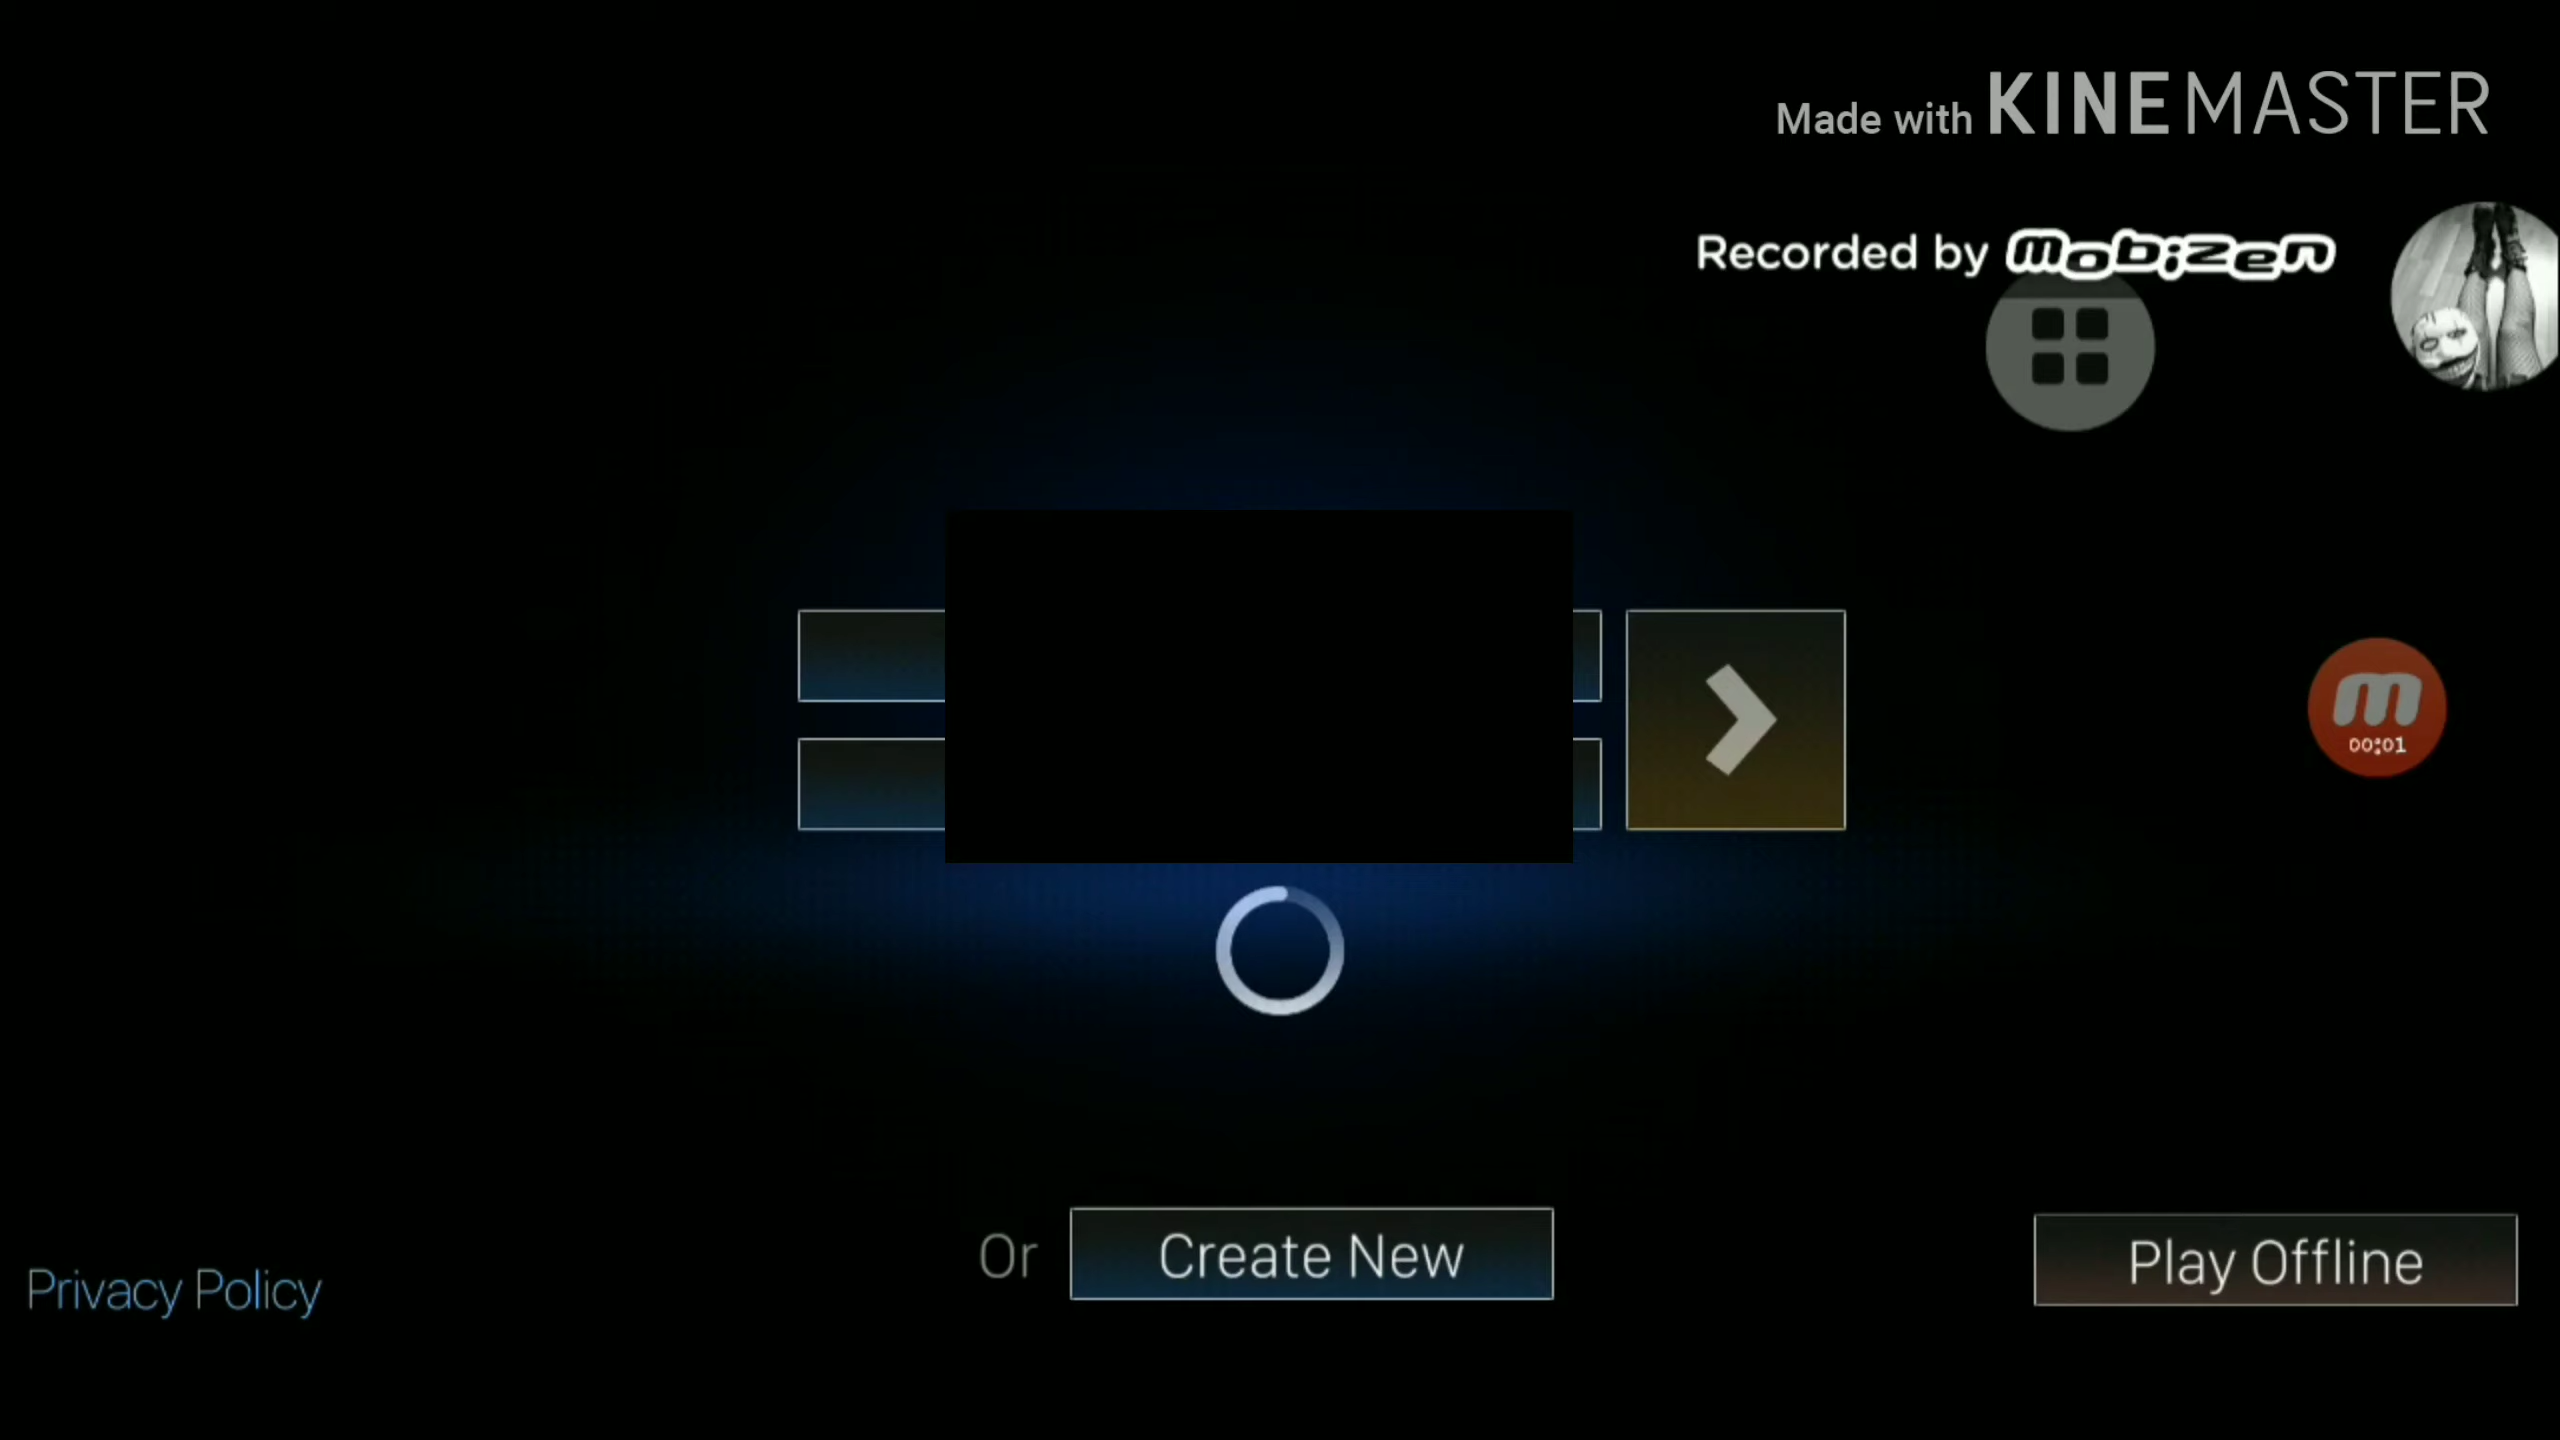 Made with KINEMASTER
Recorded by mobizen
m
00:01
Or
Create New
Play Offline
Privacy Policy